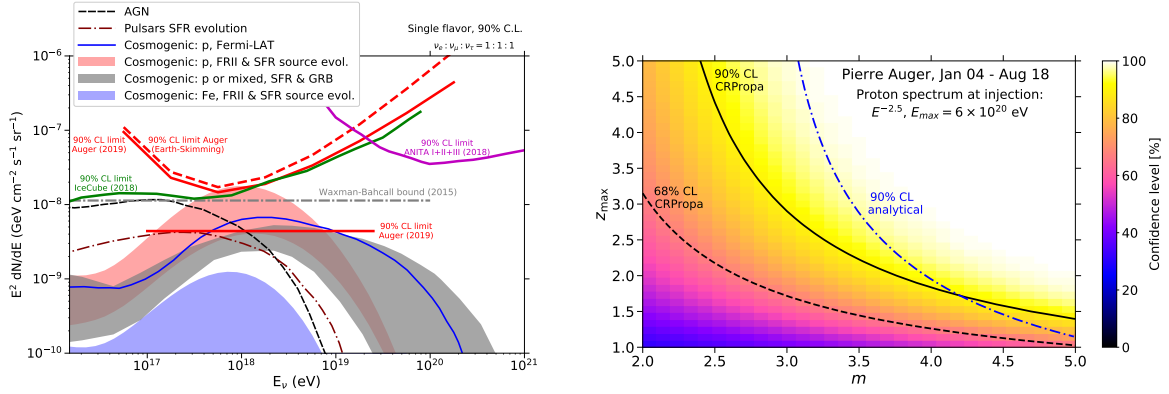 AGN
Pulsars SFR evolution
Cosmogenic: p, Fermi-LAT
Cosmogenic: p, FRII & SFR source evol.
Cosmogenic: p or mixed, SFR & GRB
Cosmogenic: Fe, FRII & SFR source evol.
Single flavor, 90% C.L.
νe : νμ : ντ = 1 : 1 : 1
90% CL limit
Auger (2019)
90% CL limit Auger
(Earth-Skimming)
90% CL limit
ANITA I+II+III (2018)
90% CL limit
IceCube (2018)
Waxman-Bahcall bound (2015)
90% CL limit
Auger (2019)
10⁻⁶
10⁻⁷
10⁻⁸
10⁻⁹
10⁻¹⁰
E² dN/dE (GeV cm⁻² s⁻¹ sr⁻¹)
10¹⁷
10¹⁸
10¹⁹
10²⁰
10²¹
Eν (eV)
90% CL
CRPropa
Pierre Auger, Jan 04 - Aug 18
Proton spectrum at injection:
E⁻²·⁵, Emax = 6 × 10²⁰ eV
68% CL
CRPropa
90% CL
analytical
5.0
4.5
4.0
3.5
3.0
2.5
2.0
1.5
1.0
zmax
2.0
2.5
3.0
3.5
4.0
4.5
5.0
m
100
80
60
40
20
0
Confidence level [%]